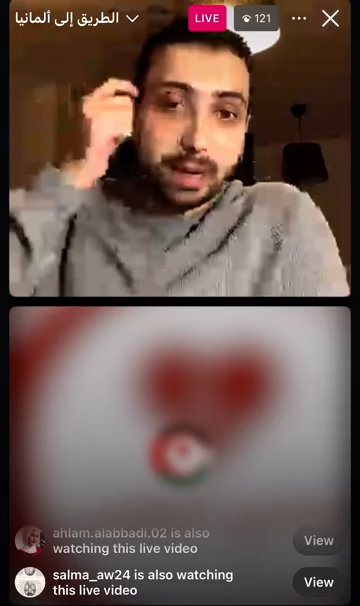 الطريق إلى ألمانيا
LIVE
121
ahlam.alabbadi.02 is also
watching this live video
View
salma_aw24 is also watching
this live video
View